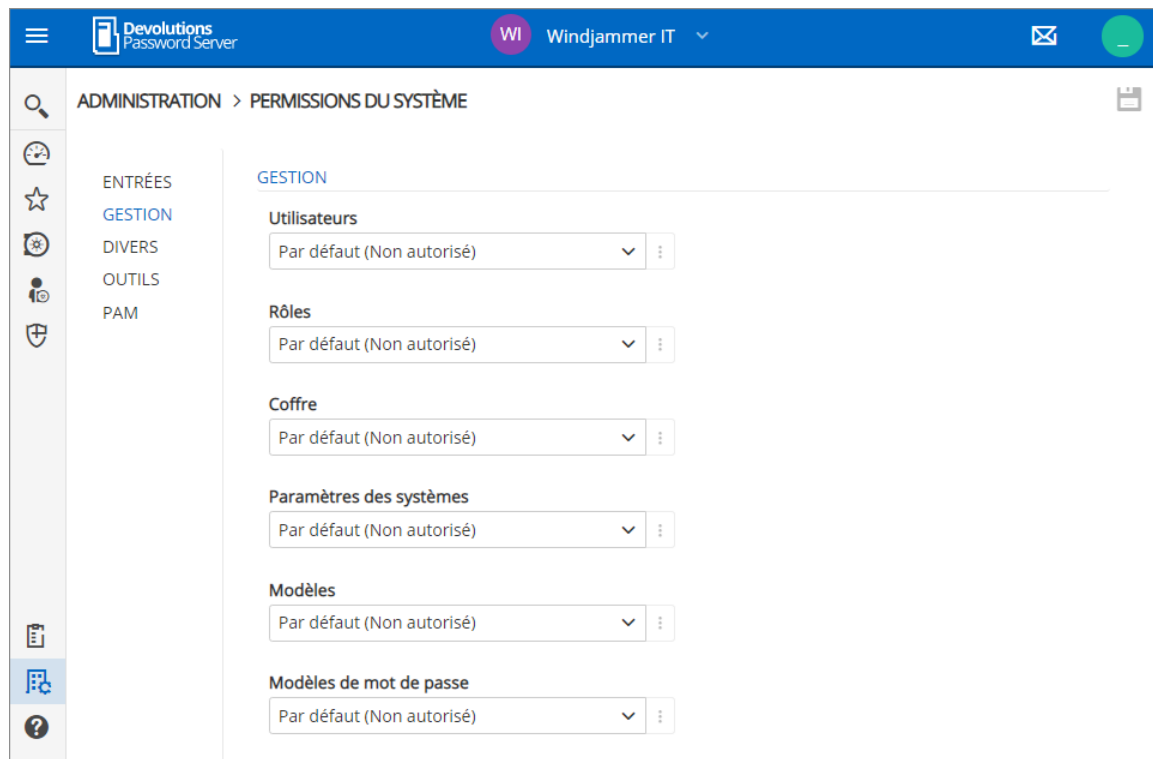 Devolutions
Password Server
WI Windjammer IT
ADMINISTRATION > PERMISSIONS DU SYSTÈME
ENTRÉES
GESTION
DIVERS
OUTILS
PAM
GESTION
Utilisateurs
Par défaut (Non autorisé)
Rôles
Par défaut (Non autorisé)
Coffre
Par défaut (Non autorisé)
Paramètres des systèmes
Par défaut (Non autorisé)
Modèles
Par défaut (Non autorisé)
Modèles de mot de passe
Par défaut (Non autorisé)